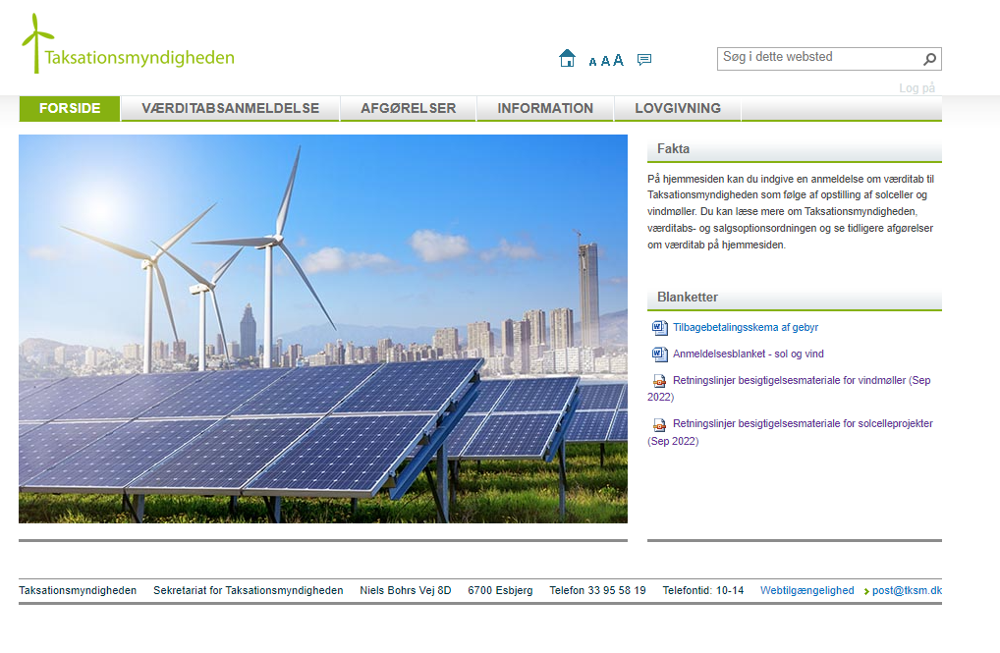 Taksationsmyndigheden
A A A
Søg i dette websted
Log på
FORSIDE
VÆRDITABSANMELDELSE
AFGØRELSER
INFORMATION
LOVGIVNING
Fakta
På hjemmesiden kan du indgive en anmeldelse om værditab til
Taksationsmyndigheden som følge af opstilling af solceller og
vindmøller. Du kan læse mere om Taksationsmyndigheden,
værditabs- og salgsoptionsordningen og se tidligere afgørelser
om værditab på hjemmesiden.
Blanketter
Tilbagebetalingsskema af gebyr
Anmeldelsesblanket - sol og vind
Retningslinjer besigtigelsesmateriale for vindmøller (Sep
2022)
Retningslinjer besigtigelsesmateriale for solcelleprojekter
(Sep 2022)
Taksationsmyndigheden Sekretariat for Taksationsmyndigheden Niels Bohrs Vej 8D 6700 Esbjerg Telefon 33 95 58 19 Telefontid: 10-14 Webtilgængelighed post@tksm.dk